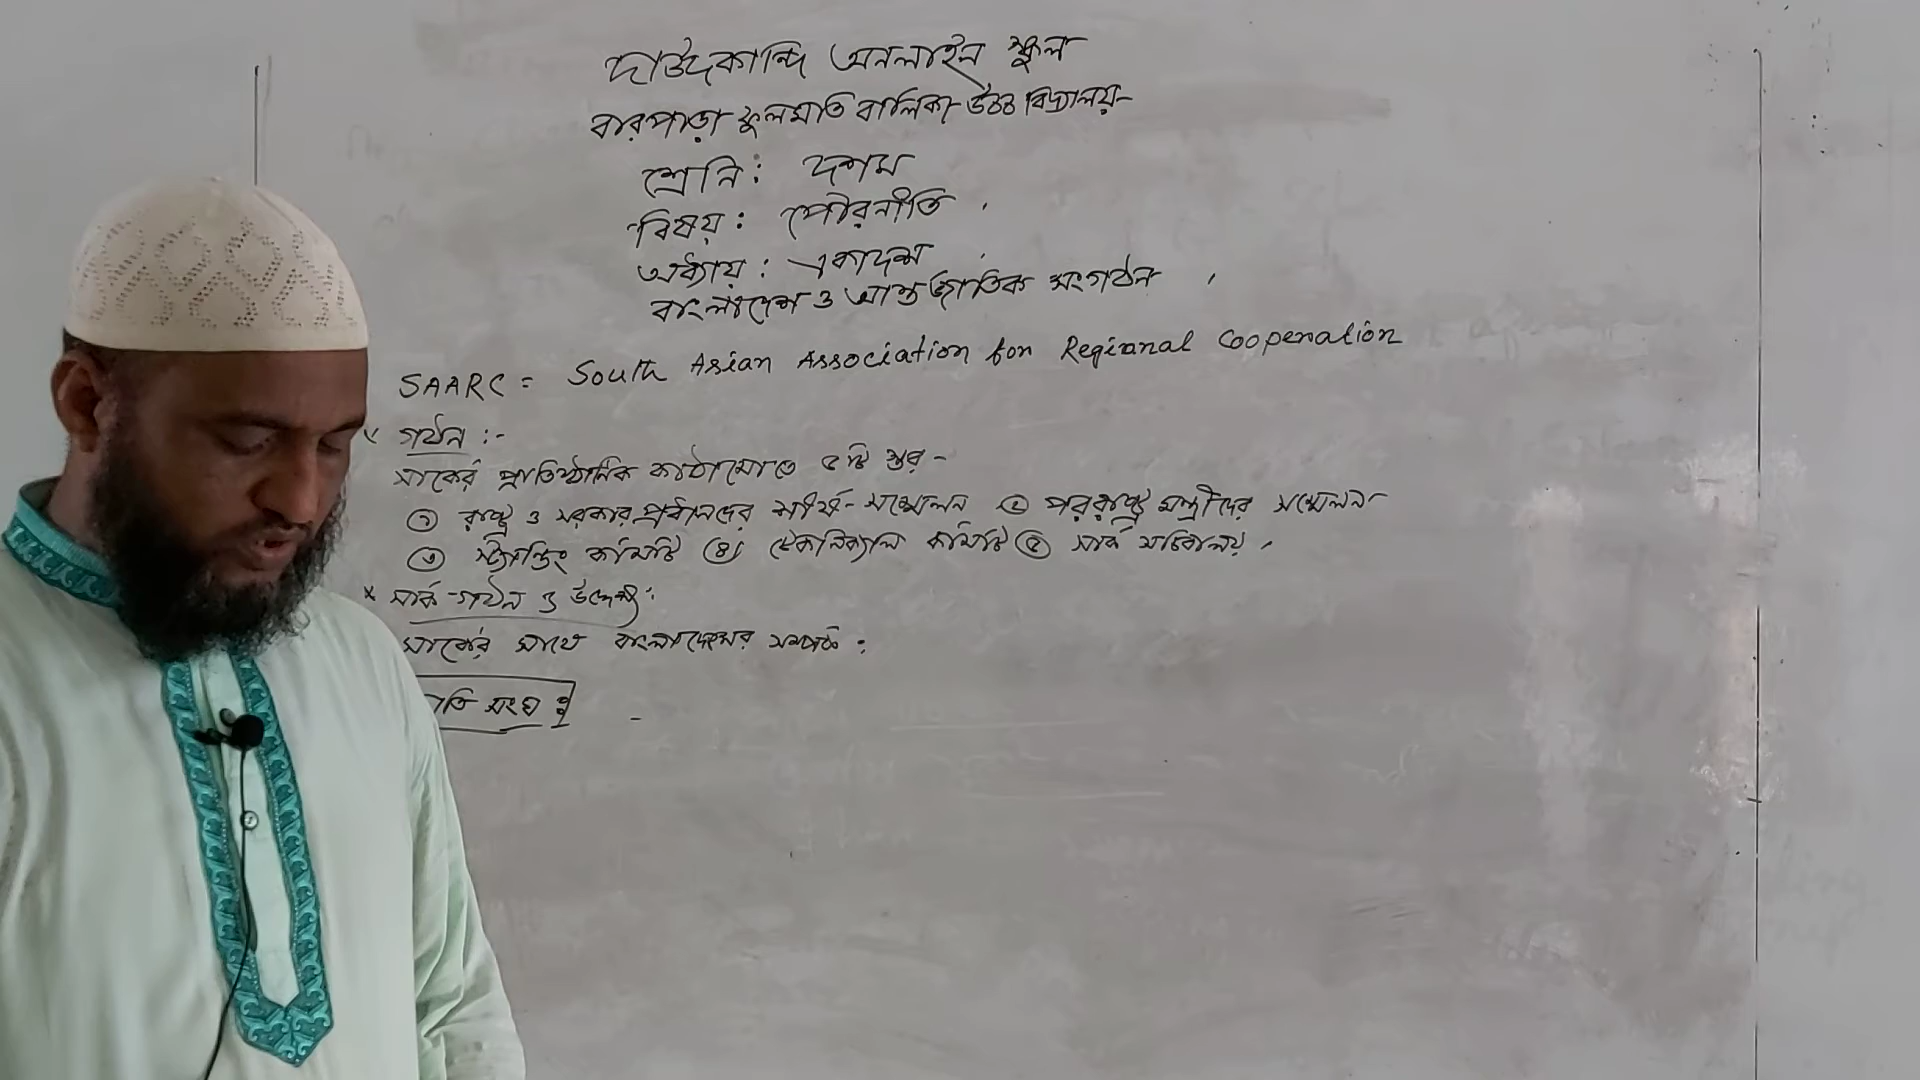 দাউদকান্দি অনলাইন স্কুল
বারপাড়া ফুলমতি বালিকা উচ্চ বিদ্যালয়
শ্রেনি : দশম
বিষয় : পৌরনীতি
অধ্যায় : একাদশ
বাংলাদেশ ও আন্তর্জাতিক সংগঠন
SAARC = South Asian Association for Regional Cooperation
গঠন :-
সার্কের প্রাতিষ্ঠানিক কাঠামোতে ৫টি স্তর -
① রাষ্ট্র ও সরকার প্রধানদের শীর্ষ-সম্মেলন ② পররাষ্ট্র মন্ত্রীদের সম্মেলন
③ স্ট্যান্ডিং কমিটি ④ টেকনিক্যাল কমিটি ⑤ সার্ক সচিবালয়
* সার্ক-গঠন ও উদ্দেশ্য :
সার্কের সাথে বাংলাদেশের সম্পর্ক :
তি সংঘ :